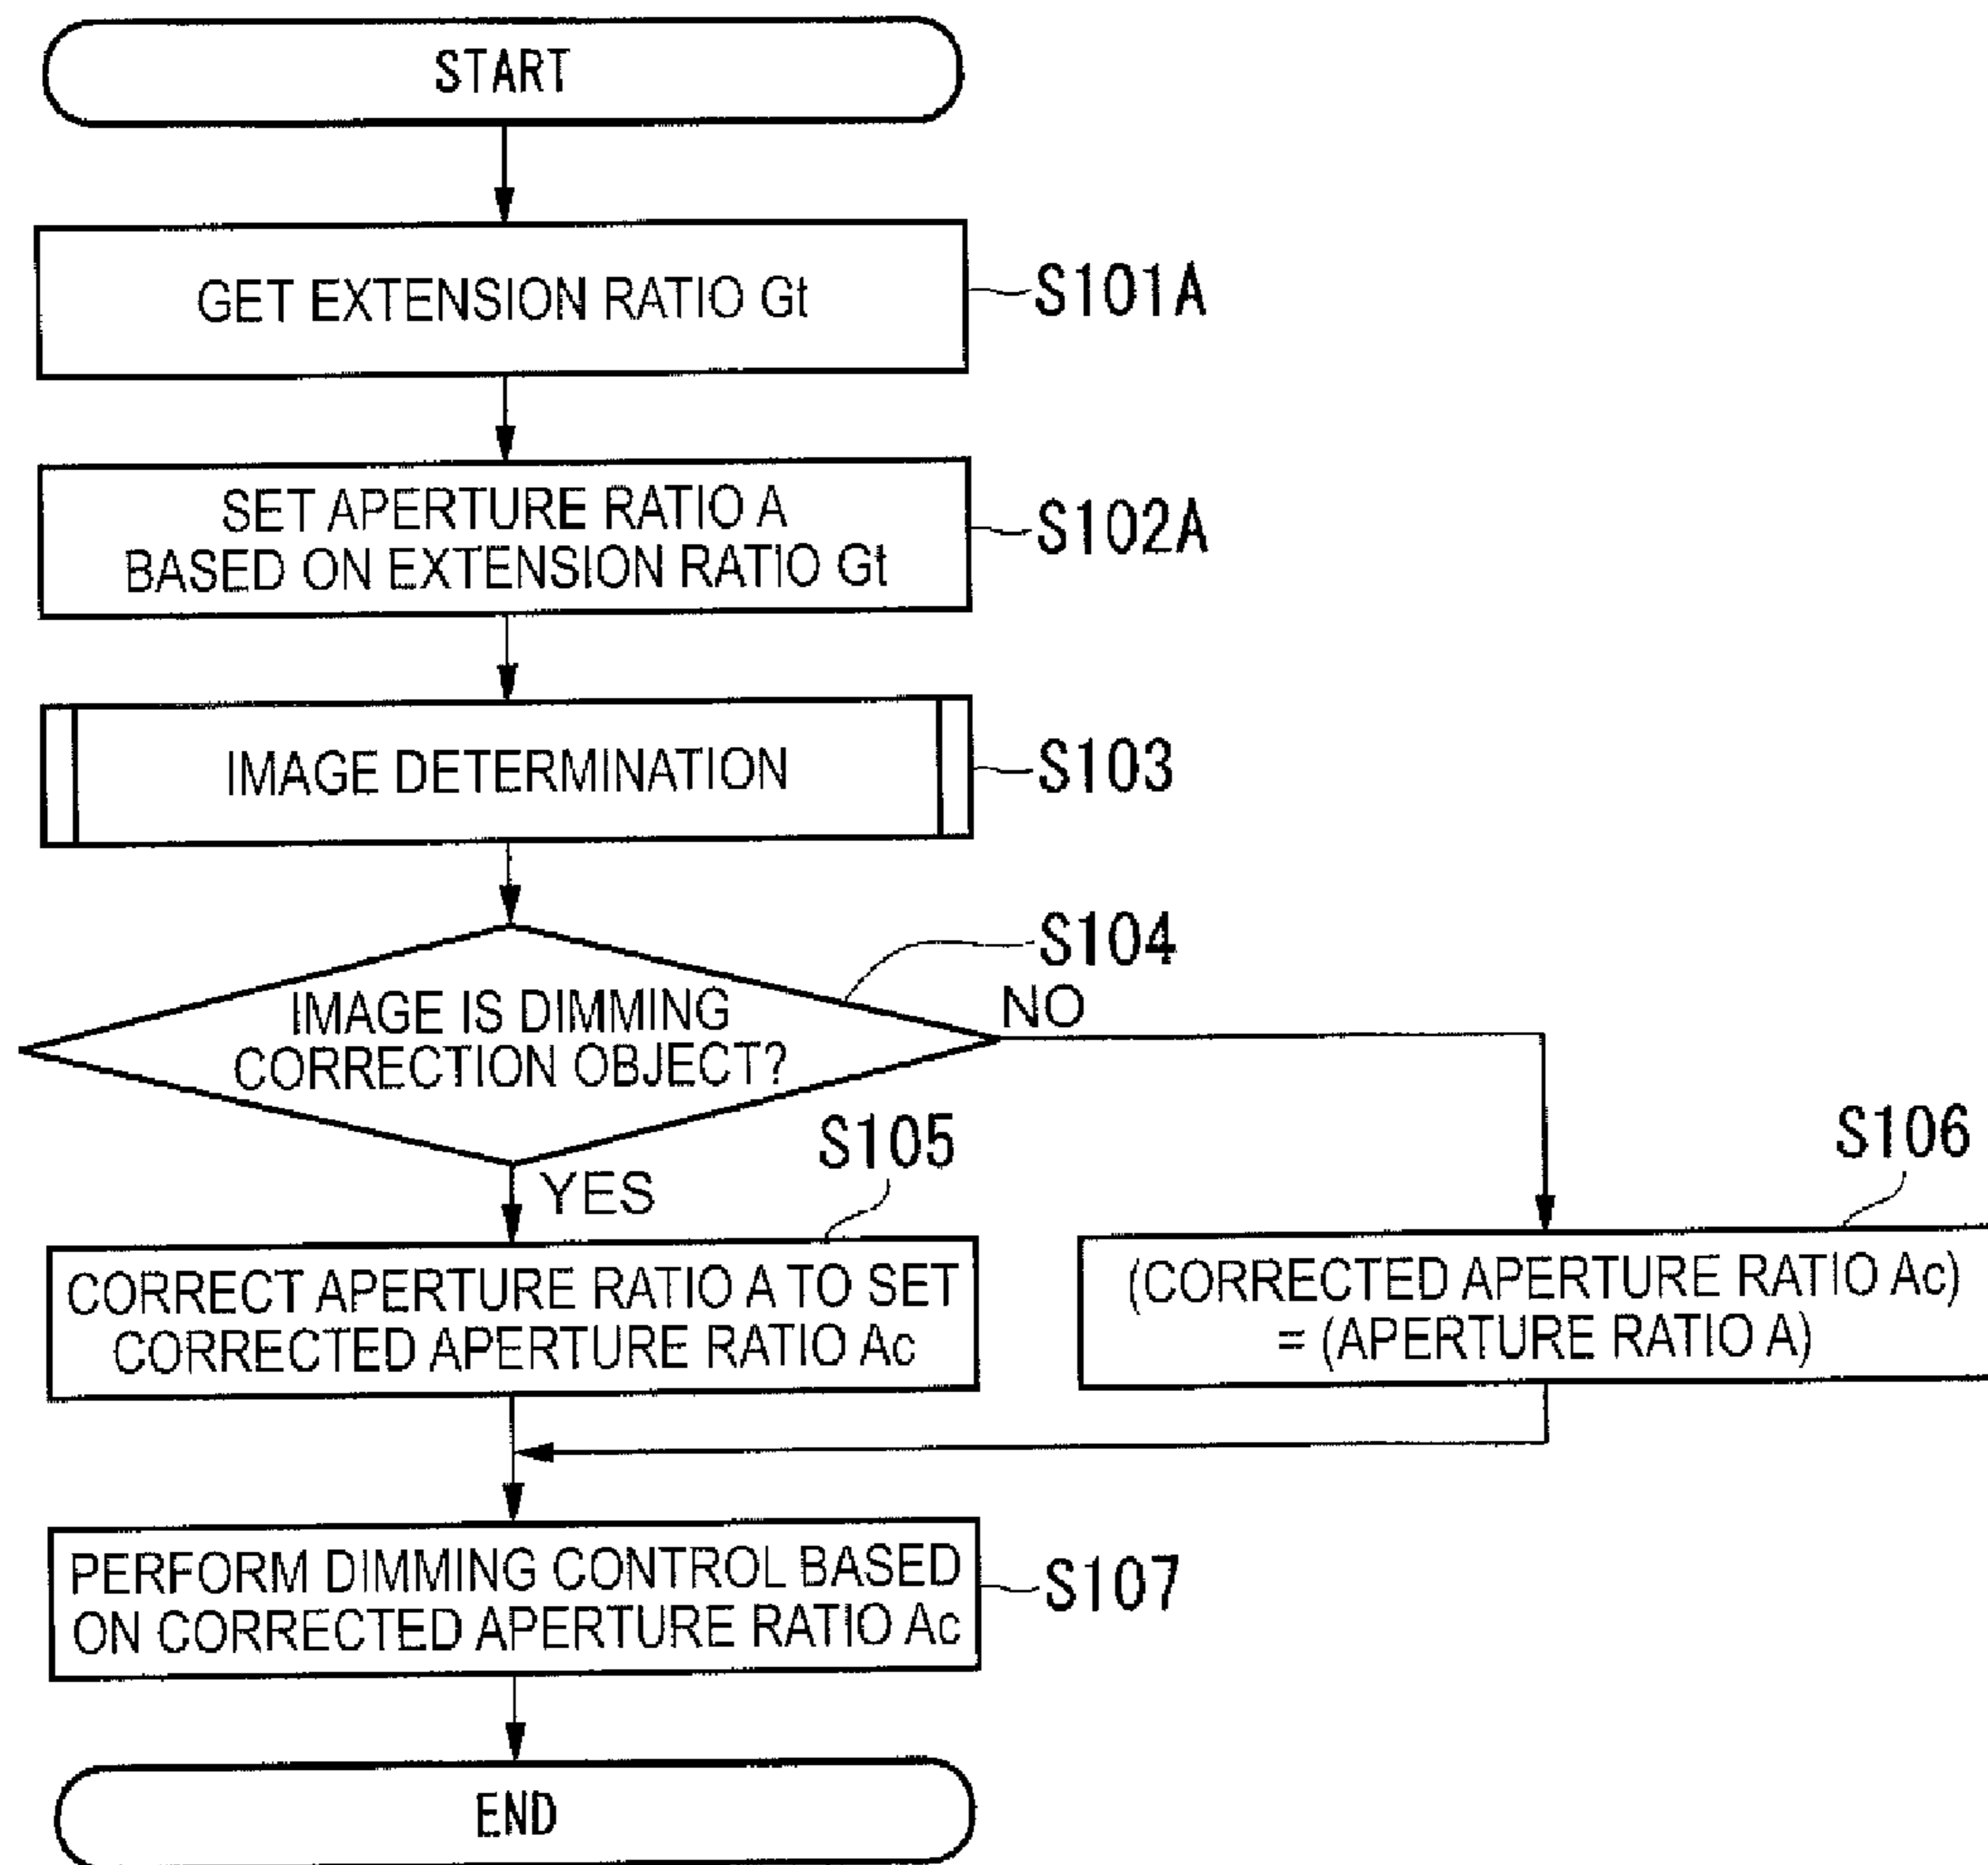 START
GET EXTENSION RATIO Gt
S101A
SET APERTURE RATIO A
BASED ON EXTENSION RATIO Gt
S102A
IMAGE DETERMINATION
S103
S104
IMAGE IS DIMMING
CORRECTION OBJECT?
NO
YES
S105
CORRECT APERTURE RATIO A TO SET
CORRECTED APERTURE RATIO Ac
S106
(CORRECTED APERTURE RATIO Ac)
= (APERTURE RATIO A)
PERFORM DIMMING CONTROL BASED
ON CORRECTED APERTURE RATIO Ac
S107
END